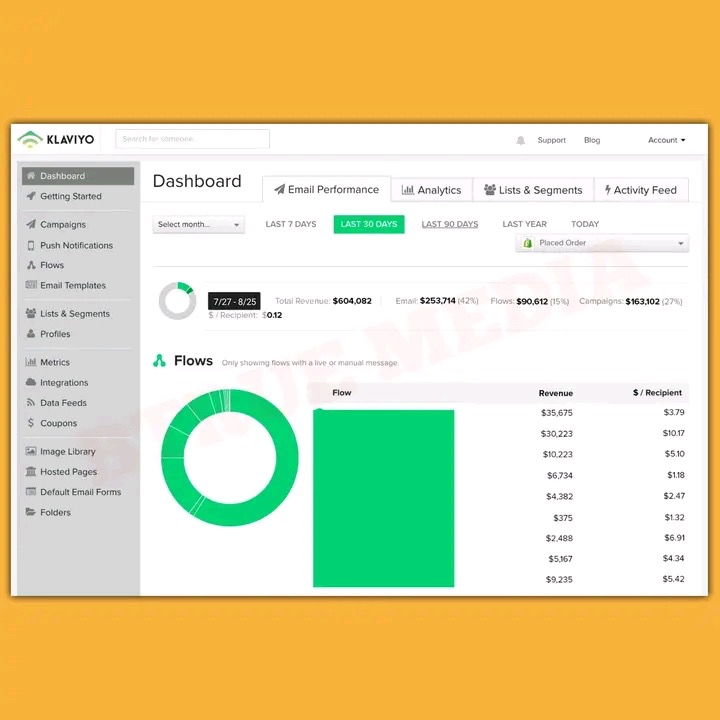 KLAVIYO
Search for someone.
Support
Blog
Account
Dashboard
Getting Started
Campaigns
Push Notifications
Flows
Email Templates
Lists & Segments
Profiles
Metrics
Integrations
Data Feeds
Coupons
Image Library
Hosted Pages
Default Email Forms
Folders
Dashboard
Email Performance
Analytics
Lists & Segments
Activity Feed
Select month...
LAST 7 DAYS
LAST 30 DAYS
LAST 90 DAYS
LAST YEAR
TODAY
Placed Order
7/27 - 8/25 Total Revenue: $604,082 Email: $253,714 (42%) Flows: $90,612 (15%) Campaigns: $163,102 (27%)
$ / Recipient: $0.12
Flows Only showing flows with a live or manual message.
Flow Revenue $ / Recipient
$35,675 $3.79
$30,223 $10.17
$10,223 $5.10
$6,734 $1.18
$4,382 $2.47
$375 $1.32
$2,488 $6.91
$5,167 $4.34
$9,235 $5.42